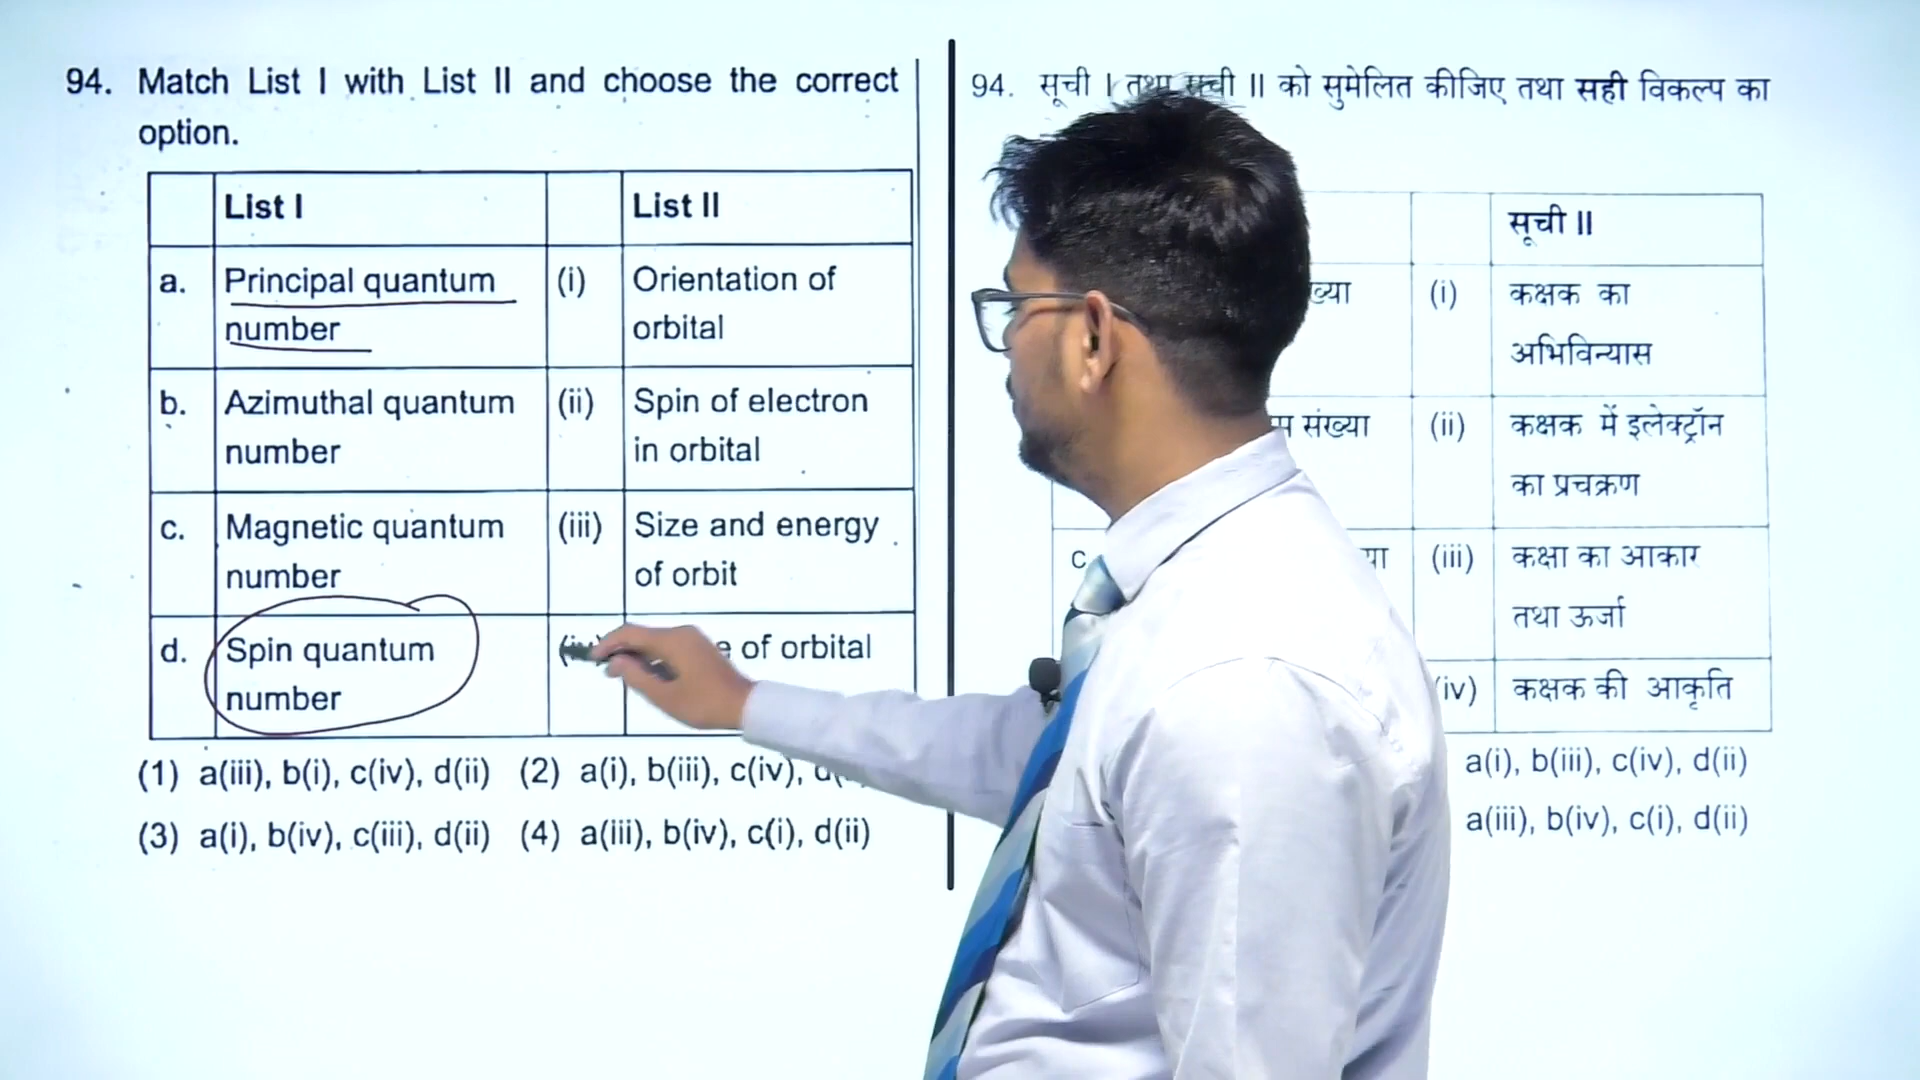 94. Match List I with List II and choose the correct
option.
List I List II
a. Principal quantum (i) Orientation of
number orbital
b. Azimuthal quantum (ii) Spin of electron
number in orbital
c. Magnetic quantum (iii) Size and energy
number of orbit
d. Spin quantum of orbital
number
(1) a(iii), b(i), c(iv), d(ii) (2) a(i), b(iii), c(iv),
(3) a(i), b(iv), c(iii), d(ii) (4) a(iii), b(iv), c(i), d(ii)
94. सूची I तथा सूची II को सुमेलित कीजिए तथा सही विकल्प का
सूची II
(i) कक्षक का
अभिविन्यास
संख्या (ii) कक्षक में इलेक्ट्रॉन
का प्रचक्रण
c. (iii) कक्षा का आकार
तथा ऊर्जा
(iv) कक्षक की आकृति
a(i), b(iii), c(iv), d(ii)
a(iii), b(iv), c(i), d(ii)